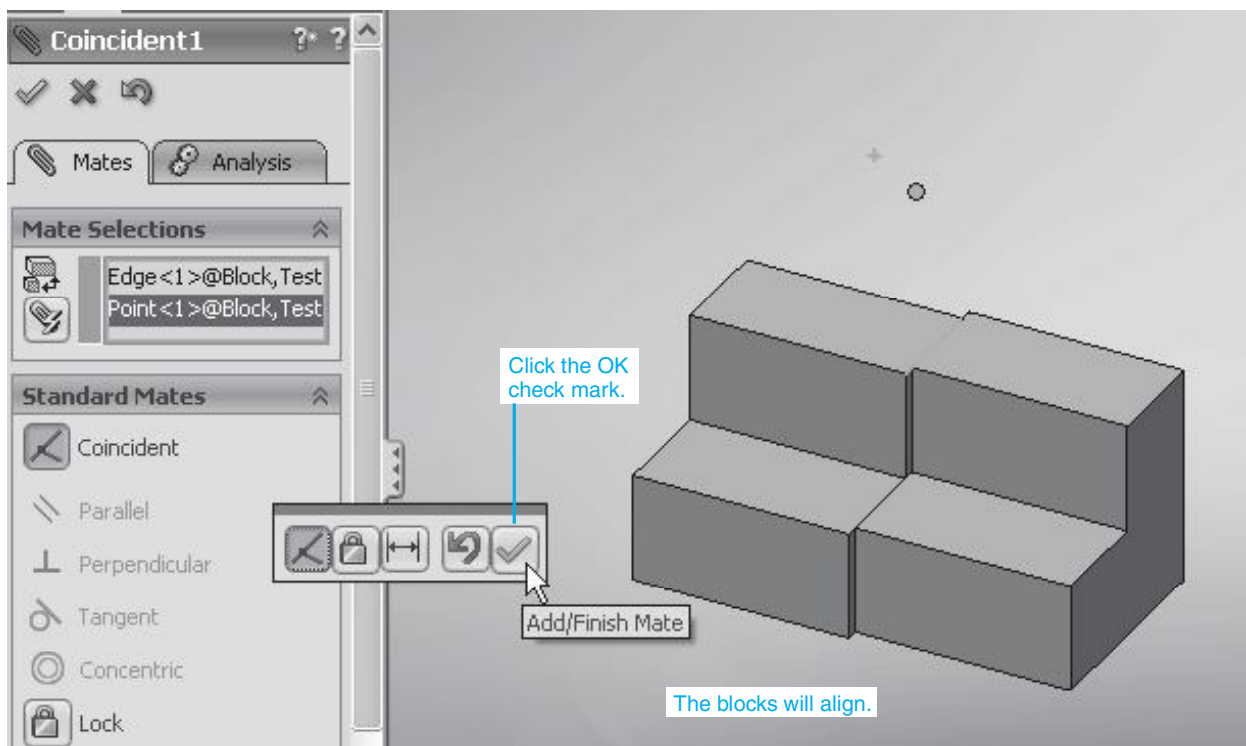 Coincident1
Mates
Analysis
Mate Selections
Edge<1>@Block,Test
Point<1>@Block,Test
Click the OK
check mark.
Standard Mates
Coincident
Parallel
Perpendicular
Add/Finish Mate
Tangent
Concentric
The blocks will align.
Lock